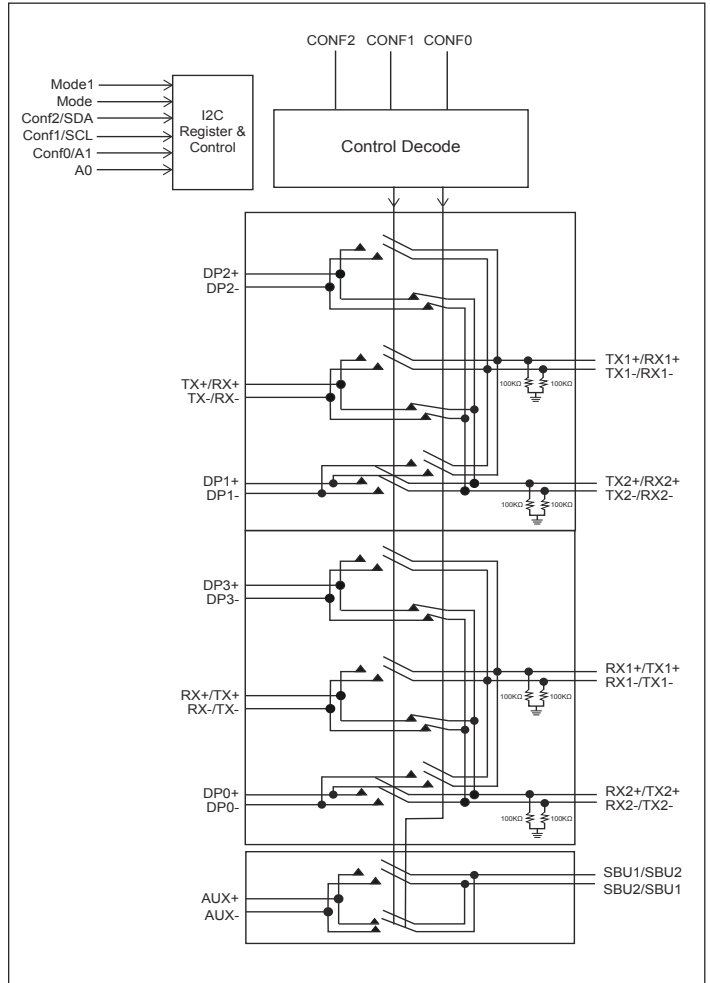 CONF2 CONF1 CONF0
Mode1
Mode
Conf2/SDA
Conf1/SCL
Conf0/A1
A0
I2C
Register &
Control
Control Decode
DP2+
DP2-
TX+/RX+
TX-/RX-
TX1+/RX1+
TX1-/RX1-
100KΩ 100KΩ
DP1+
DP1-
TX2+/RX2+
TX2-/RX2-
100KΩ 100KΩ
DP3+
DP3-
RX+/TX+
RX-/TX-
RX1+/TX1+
RX1-/TX1-
100KΩ 100KΩ
DP0+
DP0-
RX2+/TX2+
RX2-/TX2-
100KΩ 100KΩ
AUX+
AUX-
SBU1/SBU2
SBU2/SBU1